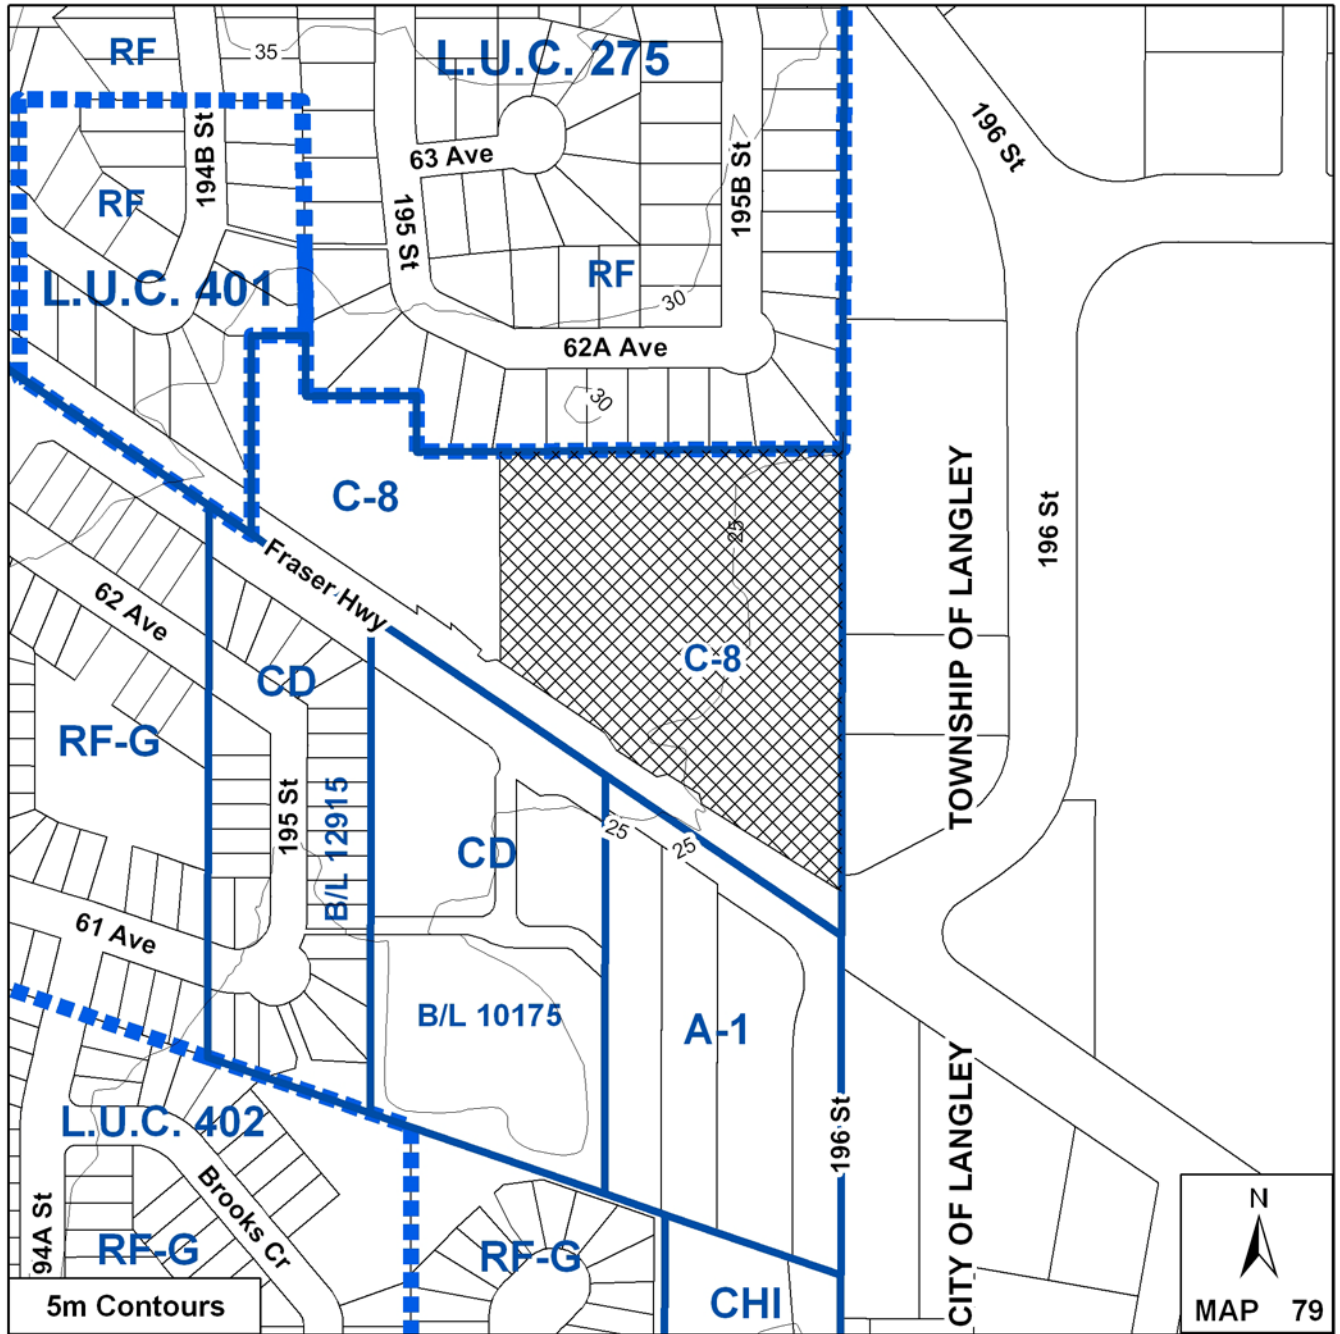 RF
35
L.U.C. 275
196 St
194B St
63 Ave
195B St
RF
195 St
L.U.C. 401
RF
30
62A Ave
30
C-8
25
196 St
TOWNSHIP OF LANGLEY
Fraser Hwy
62 Ave
C-8
CD
RF-G
195 St
B/L 12915
CD
25
25
61 Ave
B/L 10175
A-1
L.U.C. 402
196 St
CITY OF LANGLEY
Brooks Cr
94A St
RF-G
RF-G
CHI
N
5m Contours
MAP 79